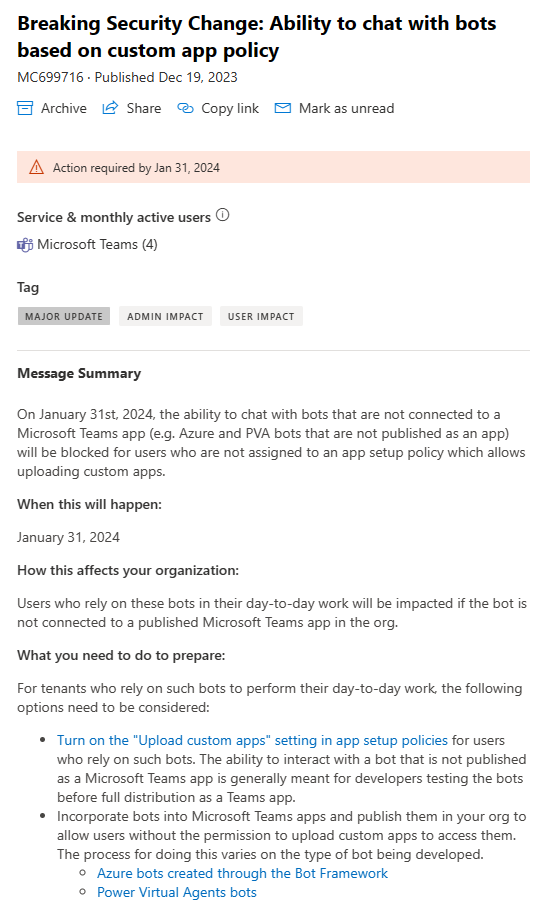 Breaking Security Change: Ability to chat with bots
based on custom app policy
MC699716 · Published Dec 19, 2023
Archive Share Copy link Mark as unread
Action required by Jan 31, 2024
Service & monthly active users
Microsoft Teams (4)
Tag
MAJOR UPDATE ADMIN IMPACT USER IMPACT
Message Summary
On January 31st, 2024, the ability to chat with bots that are not connected to a
Microsoft Teams app (e.g. Azure and PVA bots that are not published as an app)
will be blocked for users who are not assigned to an app setup policy which allows
uploading custom apps.
When this will happen:
January 31, 2024
How this affects your organization:
Users who rely on these bots in their day-to-day work will be impacted if the bot is
not connected to a published Microsoft Teams app in the org.
What you need to do to prepare:
For tenants who rely on such bots to perform their day-to-day work, the following
options need to be considered:
• Turn on the "Upload custom apps" setting in app setup policies for users
who rely on such bots. The ability to interact with a bot that is not published
as a Microsoft Teams app is generally meant for developers testing the bots
before full distribution as a Teams app.
• Incorporate bots into Microsoft Teams apps and publish them in your org to
allow users without the permission to upload custom apps to access them.
The process for doing this varies on the type of bot being developed.
○ Azure bots created through the Bot Framework
○ Power Virtual Agents bots